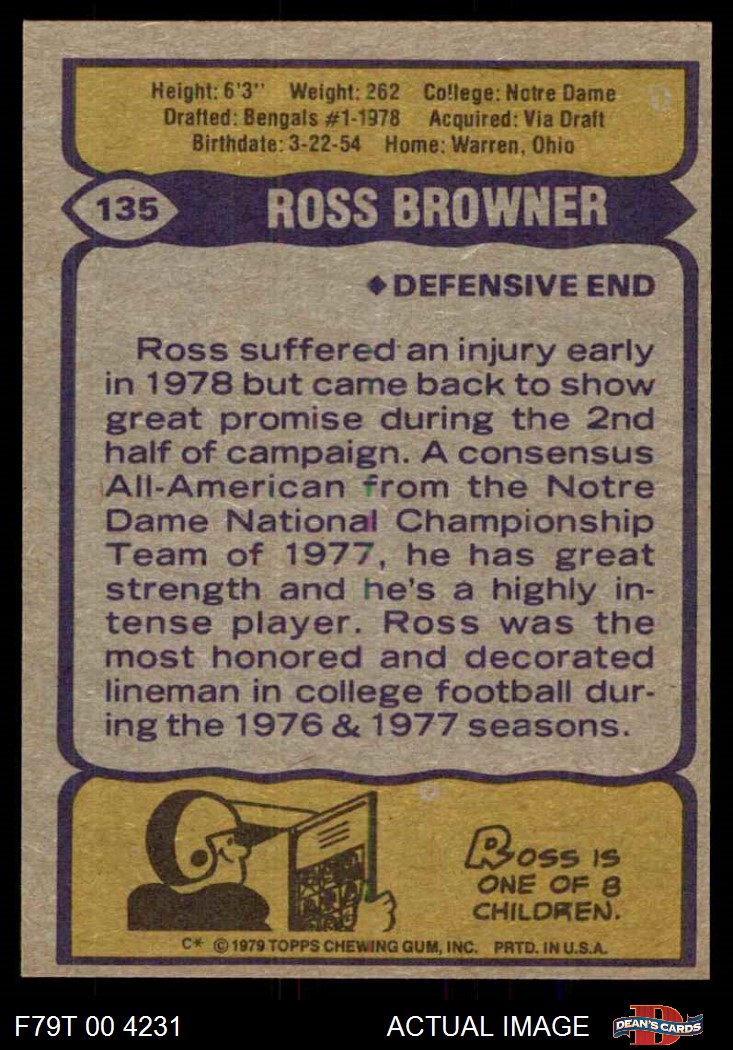 Height: 6'3'' Weight: 262 College: Notre Dame
Drafted: Bengals #1-1978 Acquired: Via Draft
Birthdate: 3-22-54 Home: Warren, Ohio
135 ROSS BROWNER
◆ DEFENSIVE END
Ross suffered an injury early
in 1978 but came back to show
great promise during the 2nd
half of campaign. A consensus
All-American from the Notre
Dame National Championship
Team of 1977, he has great
strength and he's a highly in-
tense player. Ross was the
most honored and decorated
lineman in college football dur-
ing the 1976 & 1977 seasons.
ROSS IS
ONE OF 8
CHILDREN.
C* © 1979 TOPPS CHEWING GUM, INC. PRTD. IN U.S.A.
F79T 00 4231 ACTUAL IMAGE D DEAN'S CARDS